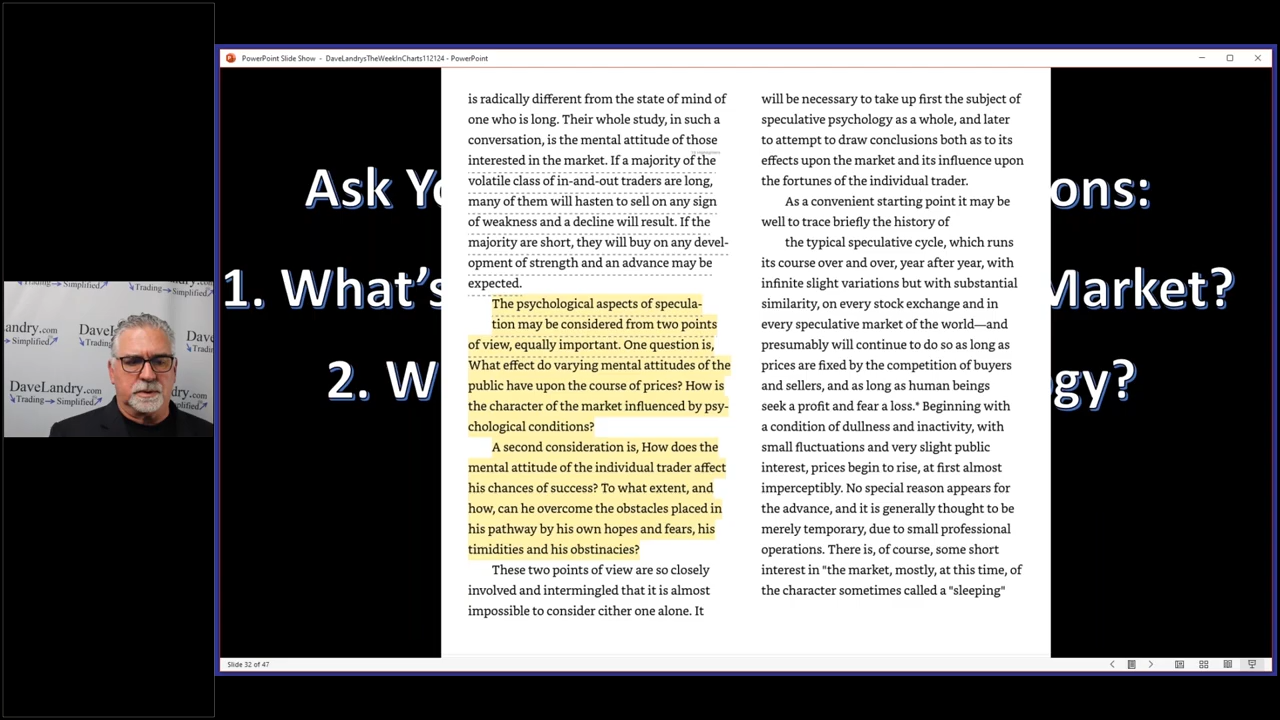 PowerPoint Slide Show - DaveLandrysTheWeekInCharts112124 - PowerPoint
Ask Yo
ons:
1. What's
Market?
2. W
gy?
is radically different from the state of mind of
one who is long. Their whole study, in such a
conversation, is the mental attitude of those
interested in the market. If a majority of the
volatile class of in-and-out traders are long,
many of them will hasten to sell on any sign
of weakness and a decline will result. If the
majority are short, they will buy on any devel-
opment of strength and an advance may be
expected.
The psychological aspects of specula-
tion may be considered from two points
of view, equally important. One question is,
What effect do varying mental attitudes of the
public have upon the course of prices? How is
the character of the market influenced by psy-
chological conditions?
A second consideration is, How does the
mental attitude of the individual trader affect
his chances of success? To what extent, and
how, can he overcome the obstacles placed in
his pathway by his own hopes and fears, his
timidities and his obstinacies?
These two points of view are so closely
involved and intermingled that it is almost
impossible to consider cither one alone. It
will be necessary to take up first the subject of
speculative psychology as a whole, and later
to attempt to draw conclusions both as to its
effects upon the market and its influence upon
the fortunes of the individual trader.
As a convenient starting point it may be
well to trace briefly the history of
the typical speculative cycle, which runs
its course over and over, year after year, with
infinite slight variations but with substantial
similarity, on every stock exchange and in
every speculative market of the world—and
presumably will continue to do so as long as
prices are fixed by the competition of buyers
and sellers, and as long as human beings
seek a profit and fear a loss.* Beginning with
a condition of dullness and inactivity, with
small fluctuations and very slight public
interest, prices begin to rise, at first almost
imperceptibly. No special reason appears for
the advance, and it is generally thought to be
merely temporary, due to small professional
operations. There is, of course, some short
interest in "the market, mostly, at this time, of
the character sometimes called a "sleeping"
Trading Simplified
andry.com
Trading Simplified
DaveL
Trading
Dave
Tradin
DaveLandry.com
Trading Simplified
DaveLandry.com
Trading Simplified
Slide 32 of 47